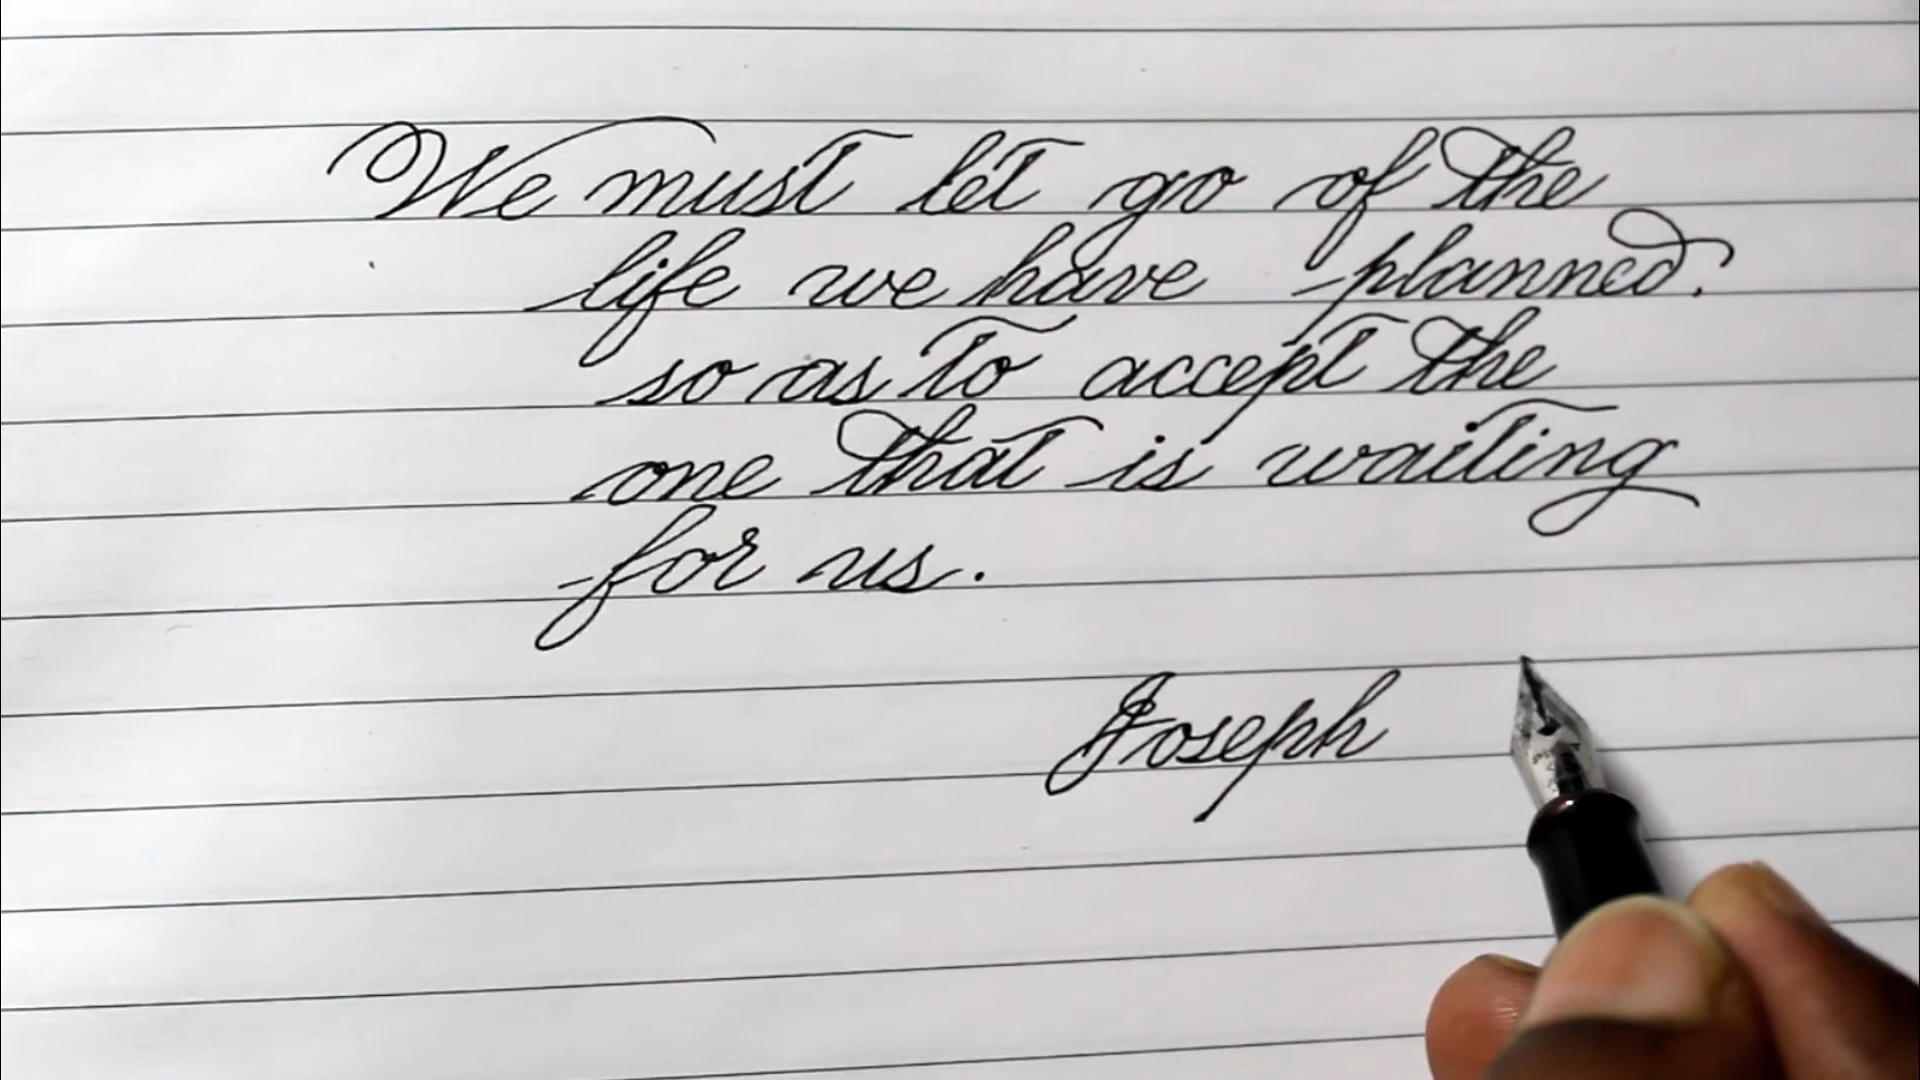 We must let go of the
life we have planned.
so as to accept the
one that is waiting
for us.
Joseph